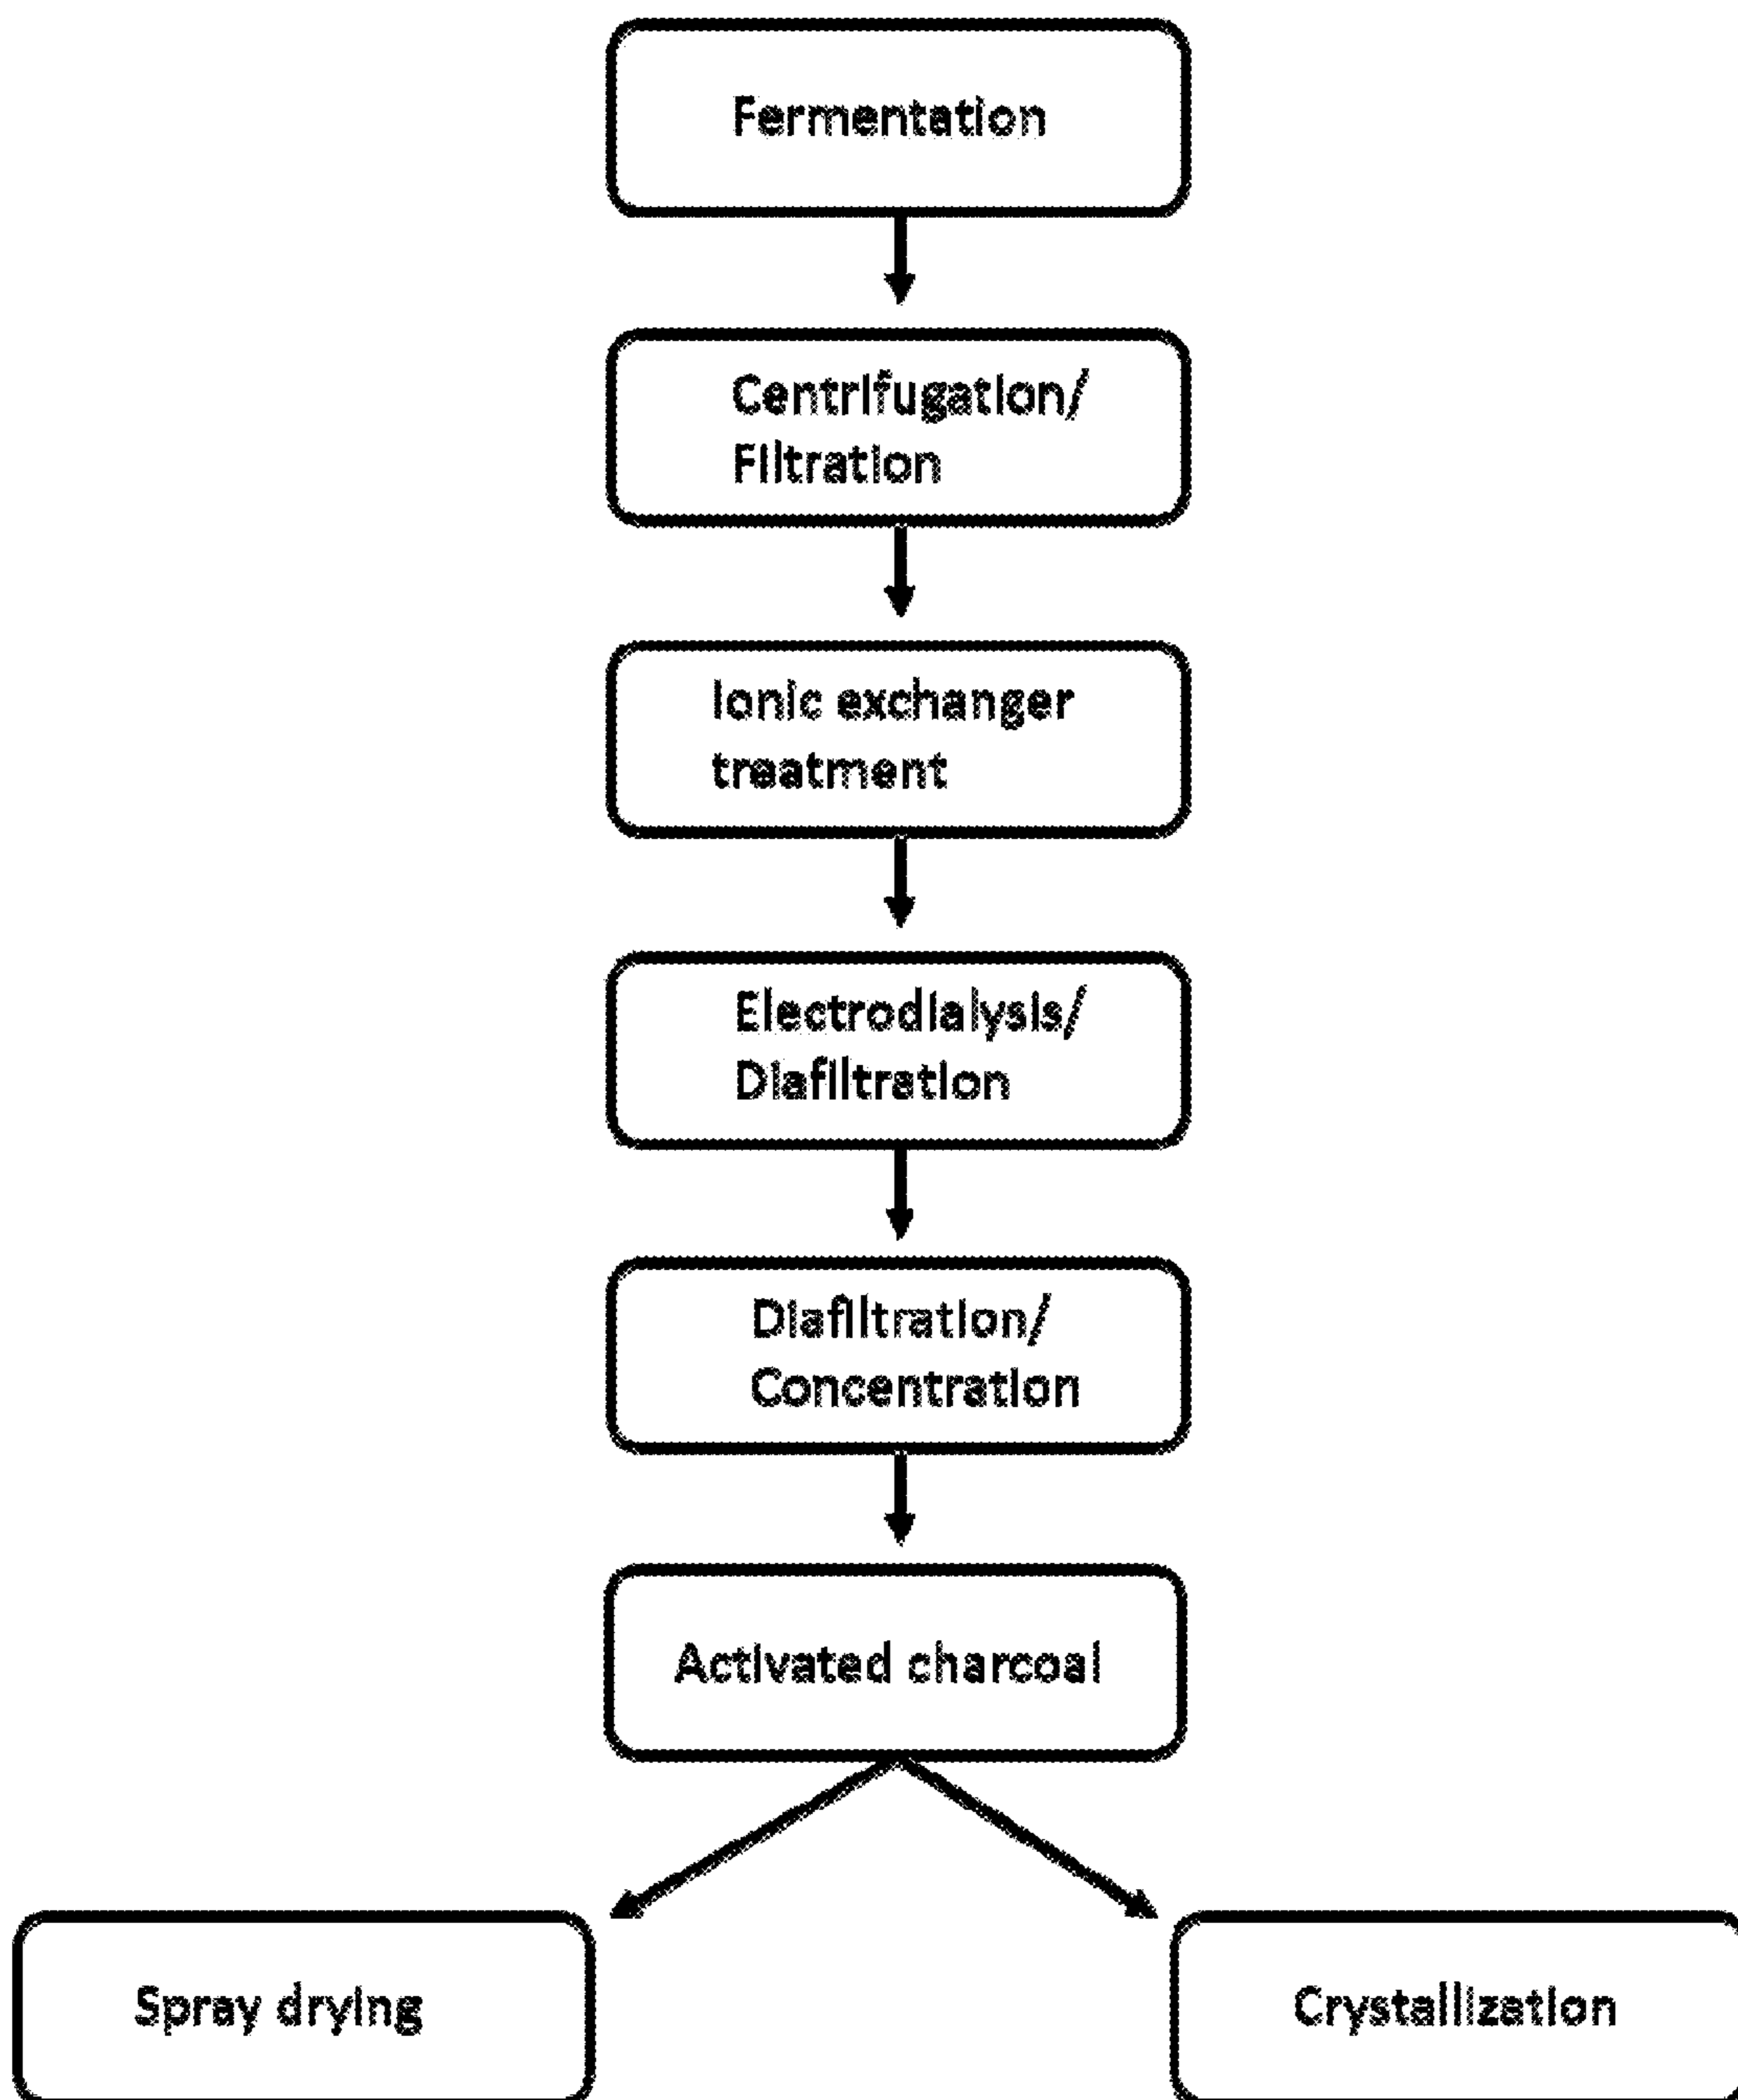 Fermentation
Centrifugation/
Filtration
Ionic exchanger
treatment
Electrodialysis/
Diafiltration
Diafiltration/
Concentration
Activated charcoal
Spray drying
Crystallization